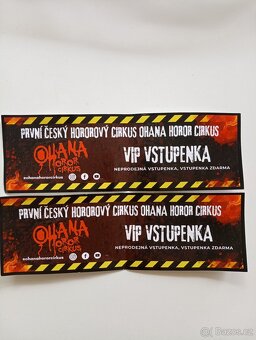 PRVNÍ ČESKÝ HOROROVÝ CIRKUS OHANA HOROR CIRKUS
OHANA
HOROR
CIRKUS
VIP VSTUPENKA
NEPRODEJNÁ VSTUPENKA, VSTUPENKA ZDARMA
ohanahororcirkus
PRVNÍ ČESKÝ HOROROVÝ CIRKUS OHANA HOROR CIRKUS
OHANA
HOROR
CIRKUS
VIP VSTUPENKA
NEPRODEJNÁ VSTUPENKA, VSTUPENKA ZDARMA
ohanahororcirkus
Bazoš.cz